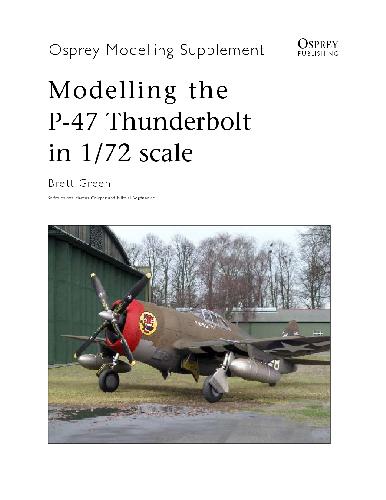 Osprey Modelling Supplement
OSPREY
PUBLISHING
Modelling the
P-47 Thunderbolt
in 1/72 scale
Brett Green